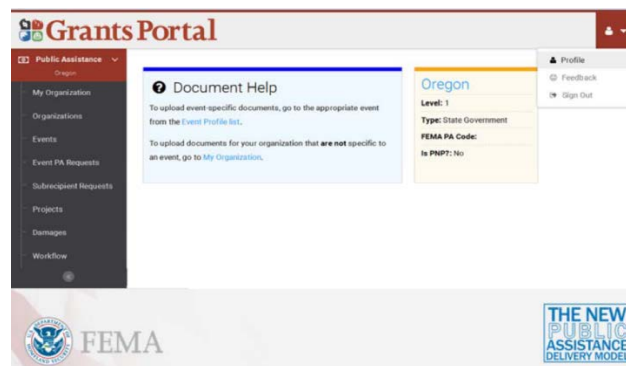 Grants Portal
Public Assistance
Oregon
My Organization
Organizations
Events
Event PA Requests
Subrecipient Requests
Projects
Damages
Workflow
Document Help
To upload event-specific documents, go to the appropriate event
from the Event Profile list.
To upload documents for your organization that are not specific to
an event, go to My Organization.
Oregon
Level: 1
Type: State Government
FEMA PA Code:
Is PNP?: No
Profile
Feedback
Sign Out
FEMA
THE NEW
PUBLIC
ASSISTANCE
DELIVERY MODEL